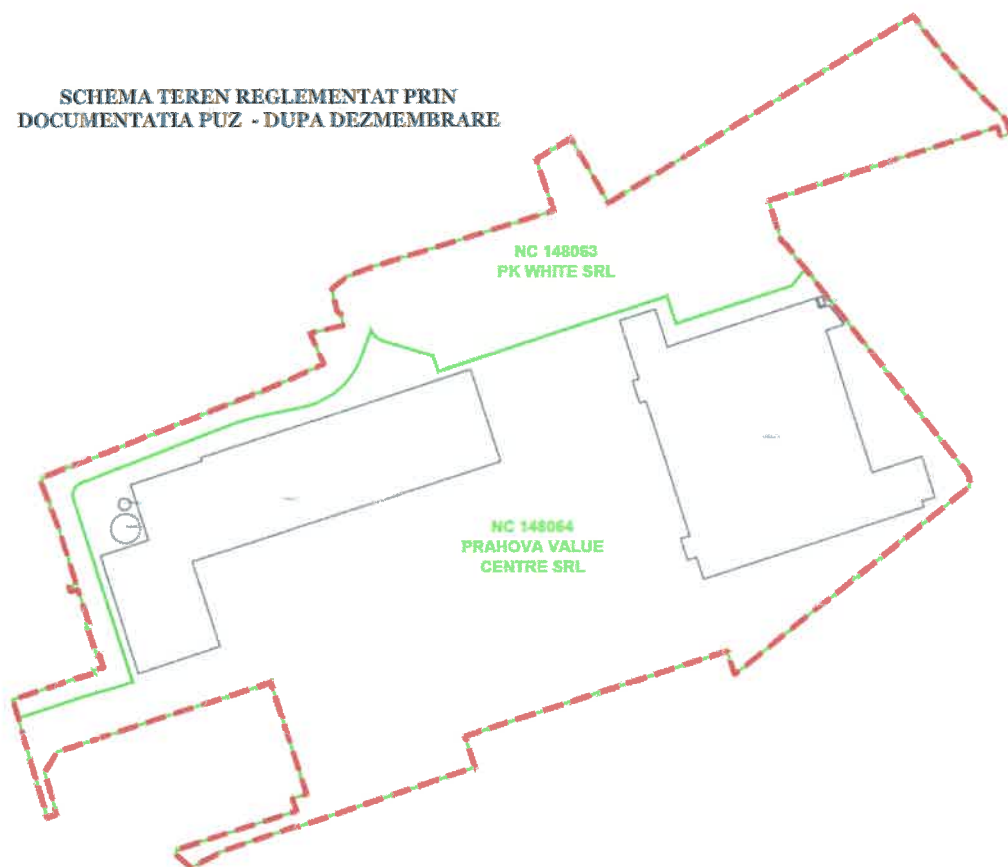 SCHEMA TEREN REGLEMENTAT PRIN
DOCUMENTATIA PUZ - DUPA DEZMEMBRARE
NC 148063
PK WHITE SRL
NC 148064
PRAHOVA VALUE
CENTRE SRL